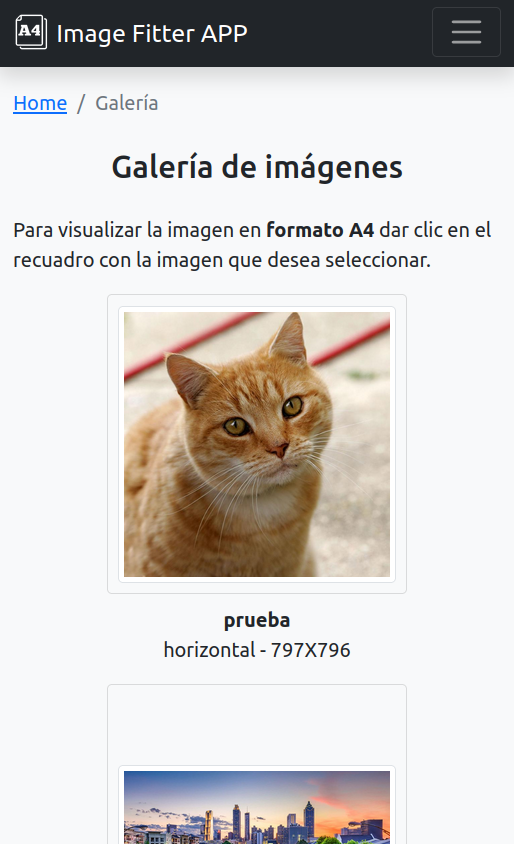 A4 Image Fitter APP
Home / Galería
Galería de imágenes
Para visualizar la imagen en formato A4 dar clic en el
recuadro con la imagen que desea seleccionar.
prueba
horizontal - 797X796